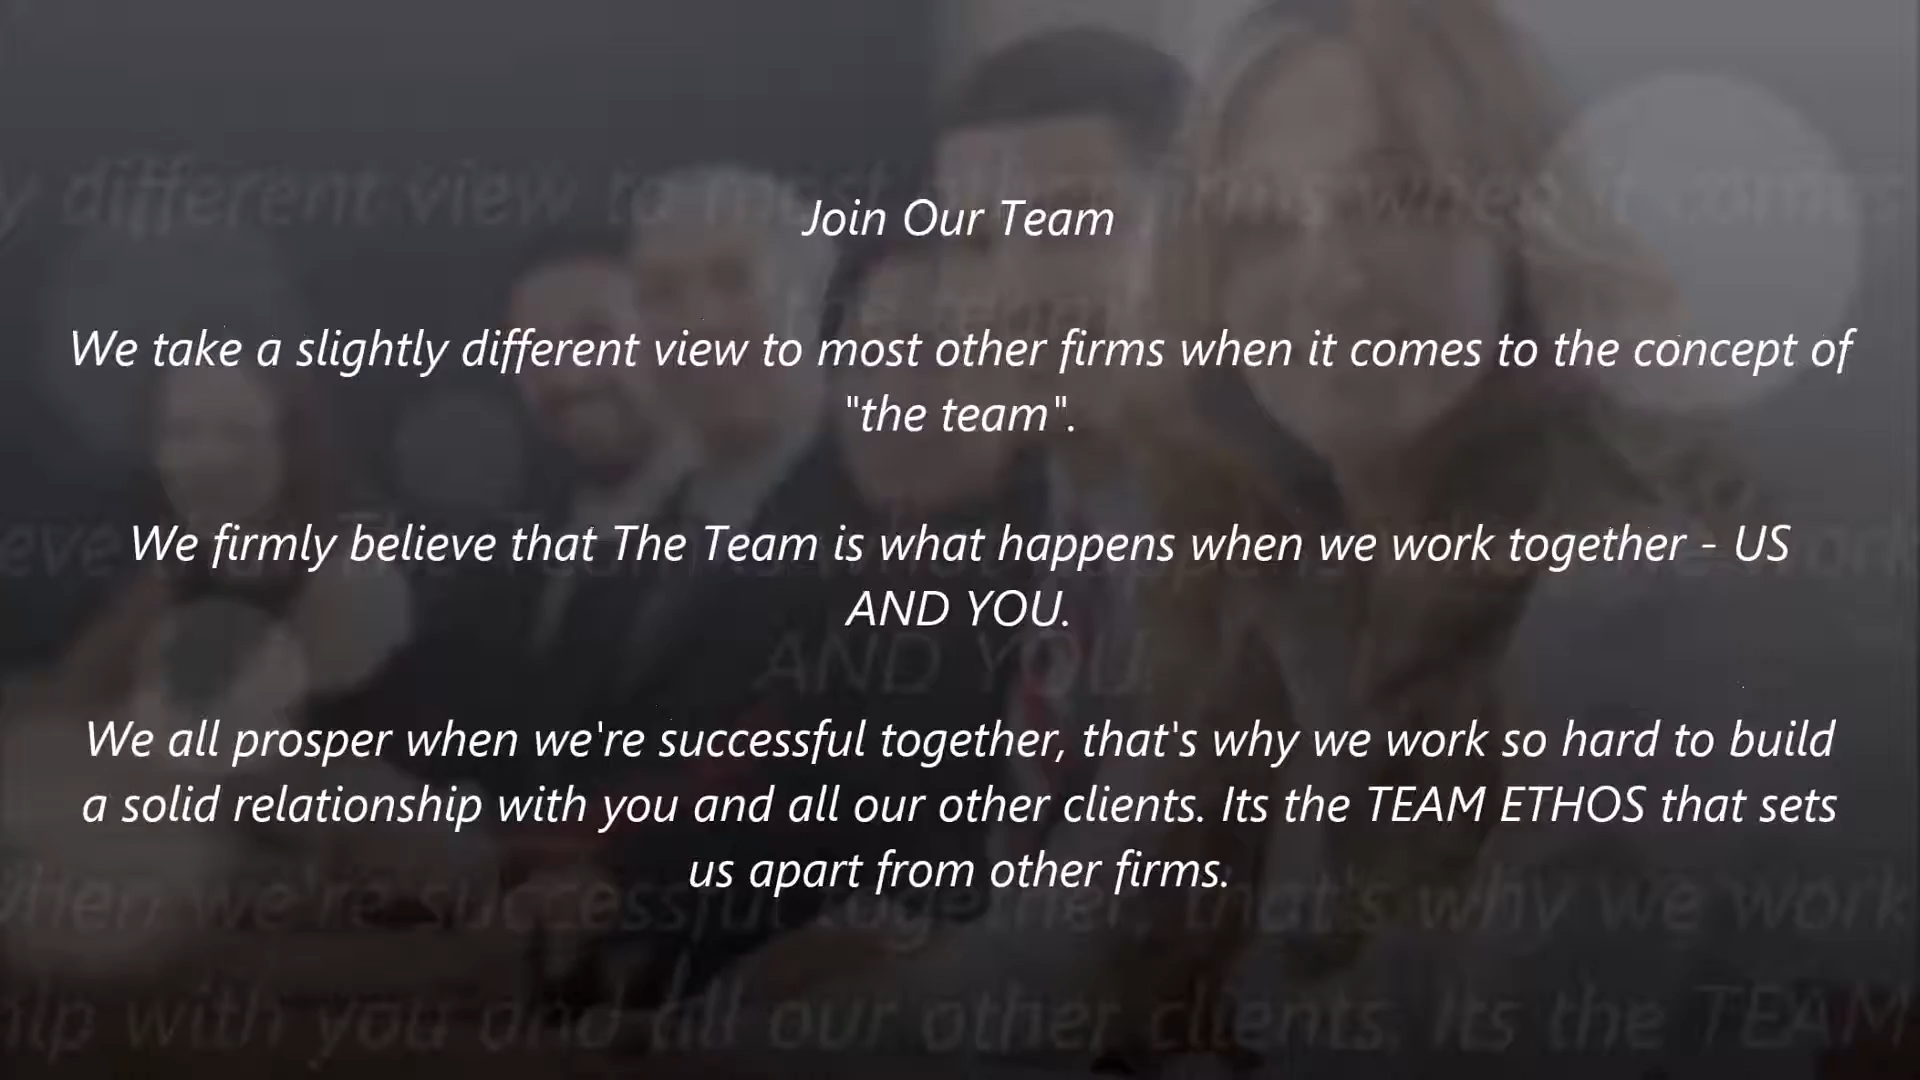 Join Our Team
We take a slightly different view to most other firms when it comes to the concept of
"the team".
We firmly believe that The Team is what happens when we work together - US
AND YOU.
We all prosper when we're successful together, that's why we work so hard to build
a solid relationship with you and all our other clients. Its the TEAM ETHOS that sets
us apart from other firms.